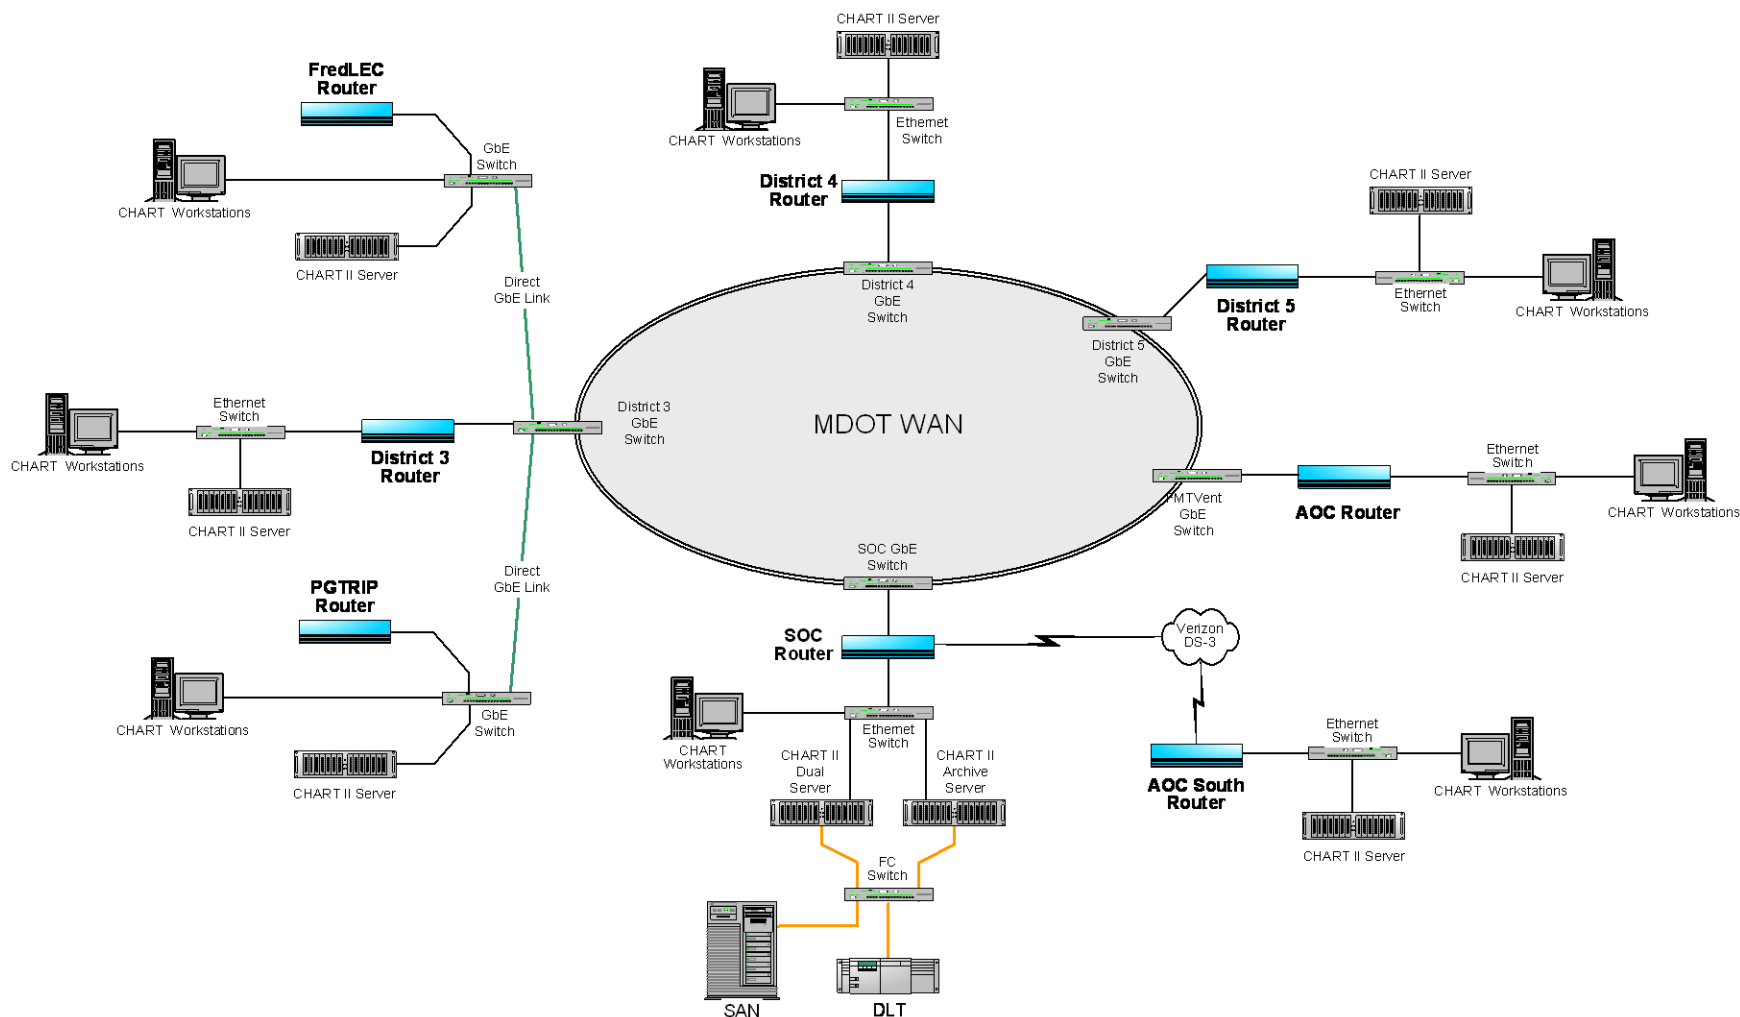 CHART II Server
FredLEC
Router
CHART Workstations
Ethernet
Switch
GbE
Switch
CHART Workstations
CHART II Server
District 4
Router
CHART II Server
CHART II Server
Direct
GbE Link
District 4
GbE
Switch
District 5
Router
Ethernet
Switch
CHART Workstations
District 5
GbE
Switch
Ethernet
Switch
District 3
GbE
Switch
MDOT WAN
CHART Workstations
District 3
Router
CHART II Server
Ethernet
Switch
MTVent
GbE
Switch
AOC Router
CHART Workstations
CHART II Server
SOC GbE
Switch
Direct
GbE Link
PGTRIP
Router
SOC
Router
Verizon
DS-3
CHART Workstations
GbE
Switch
CHART II Server
CHART
Workstations
Ethernet
Switch
CHART II
Dual
Server
CHART II
Archive
Server
Ethernet
Switch
AOC South
Router
CHART Workstations
CHART II Server
FC
Switch
SAN
DLT